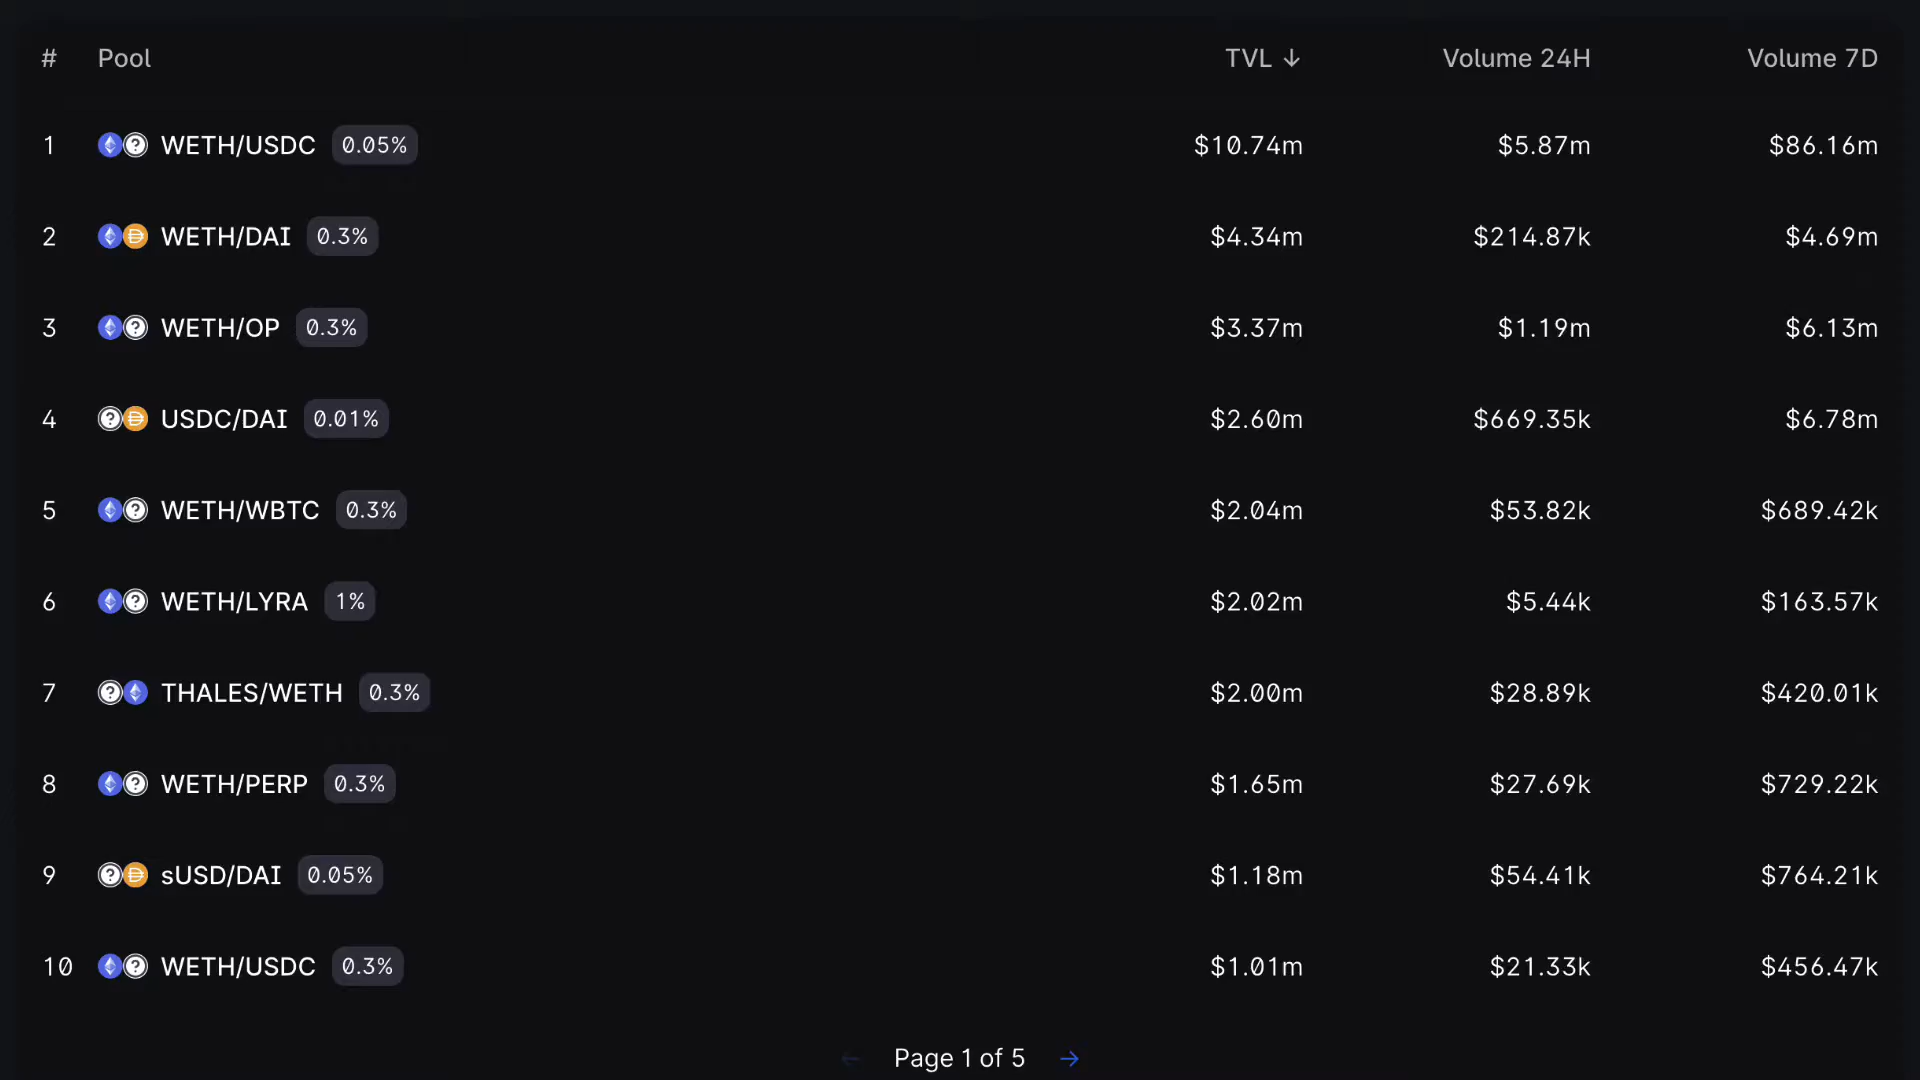 # Pool TVL ↓ Volume 24H Volume 7D
1 WETH/USDC 0.05% $10.74m $5.87m $86.16m
2 WETH/DAI 0.3% $4.34m $214.87k $4.69m
3 WETH/OP 0.3% $3.37m $1.19m $6.13m
4 USDC/DAI 0.01% $2.60m $669.35k $6.78m
5 WETH/WBTC 0.3% $2.04m $53.82k $689.42k
6 WETH/LYRA 1% $2.02m $5.44k $163.57k
7 THALES/WETH 0.3% $2.00m $28.89k $420.01k
8 WETH/PERP 0.3% $1.65m $27.69k $729.22k
9 sUSD/DAI 0.05% $1.18m $54.41k $764.21k
10 WETH/USDC 0.3% $1.01m $21.33k $456.47k
← Page 1 of 5 →